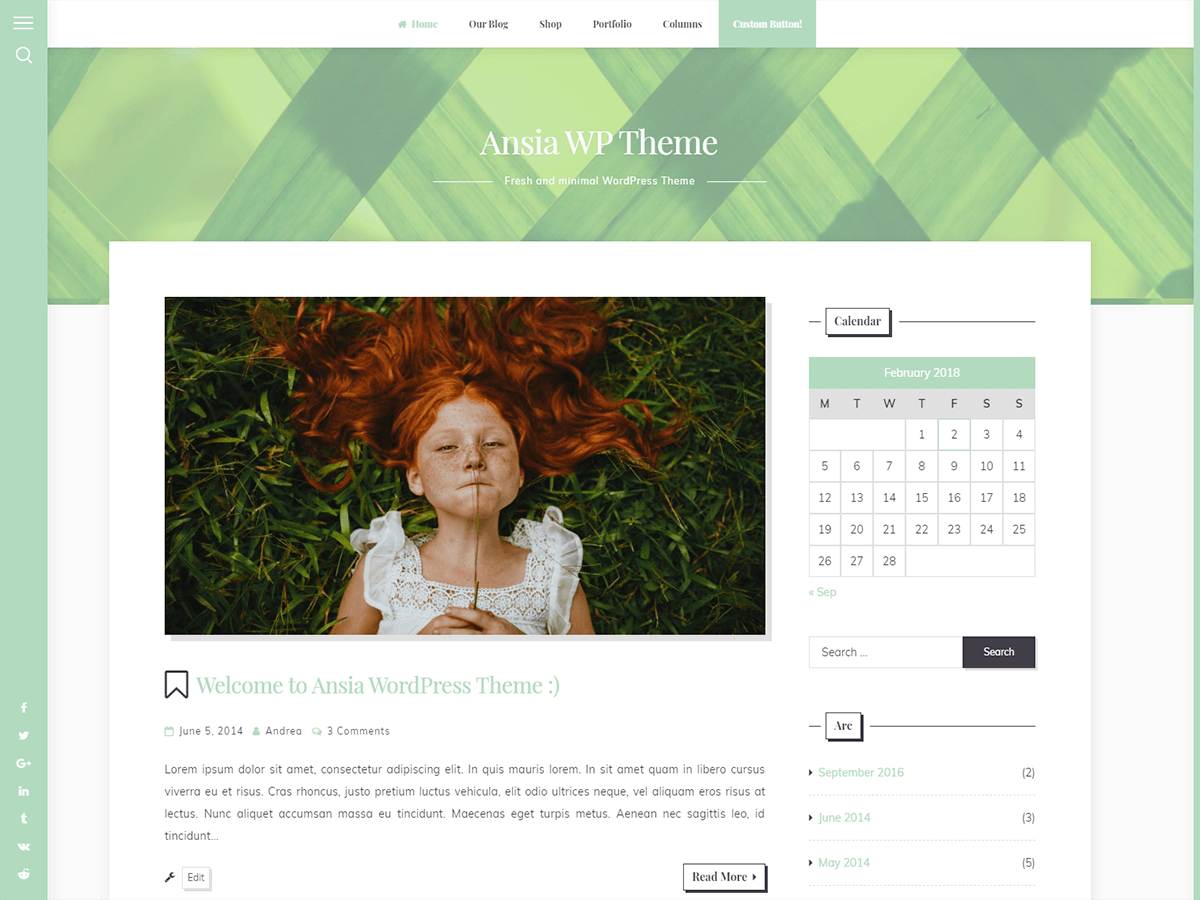 Home Our Blog Shop Portfolio Columns Custom Button!
Ansia WP Theme
Fresh and minimal WordPress Theme
Welcome to Ansia WordPress Theme :)
June 5, 2014 Andrea 3 Comments
Lorem ipsum dolor sit amet, consectetur adipiscing elit. In quis mauris lorem. In sit amet quam in libero cursus
viverra eu et risus. Cras rhoncus, justo pretium luctus vehicula, elit odio ultrices neque, vel aliquam eros risus at
lectus. Nunc aliquet accumsan massa eu tincidunt. Maecenas eget turpis metus. Aenean nec sagittis leo, id
tincidunt...
Edit
Read More
Calendar
February 2018
M T W T F S S
1 2 3 4
5 6 7 8 9 10 11
12 13 14 15 16 17 18
19 20 21 22 23 24 25
26 27 28
« Sep
Search ... Search
Arc
September 2016 (2)
June 2014 (3)
May 2014 (5)